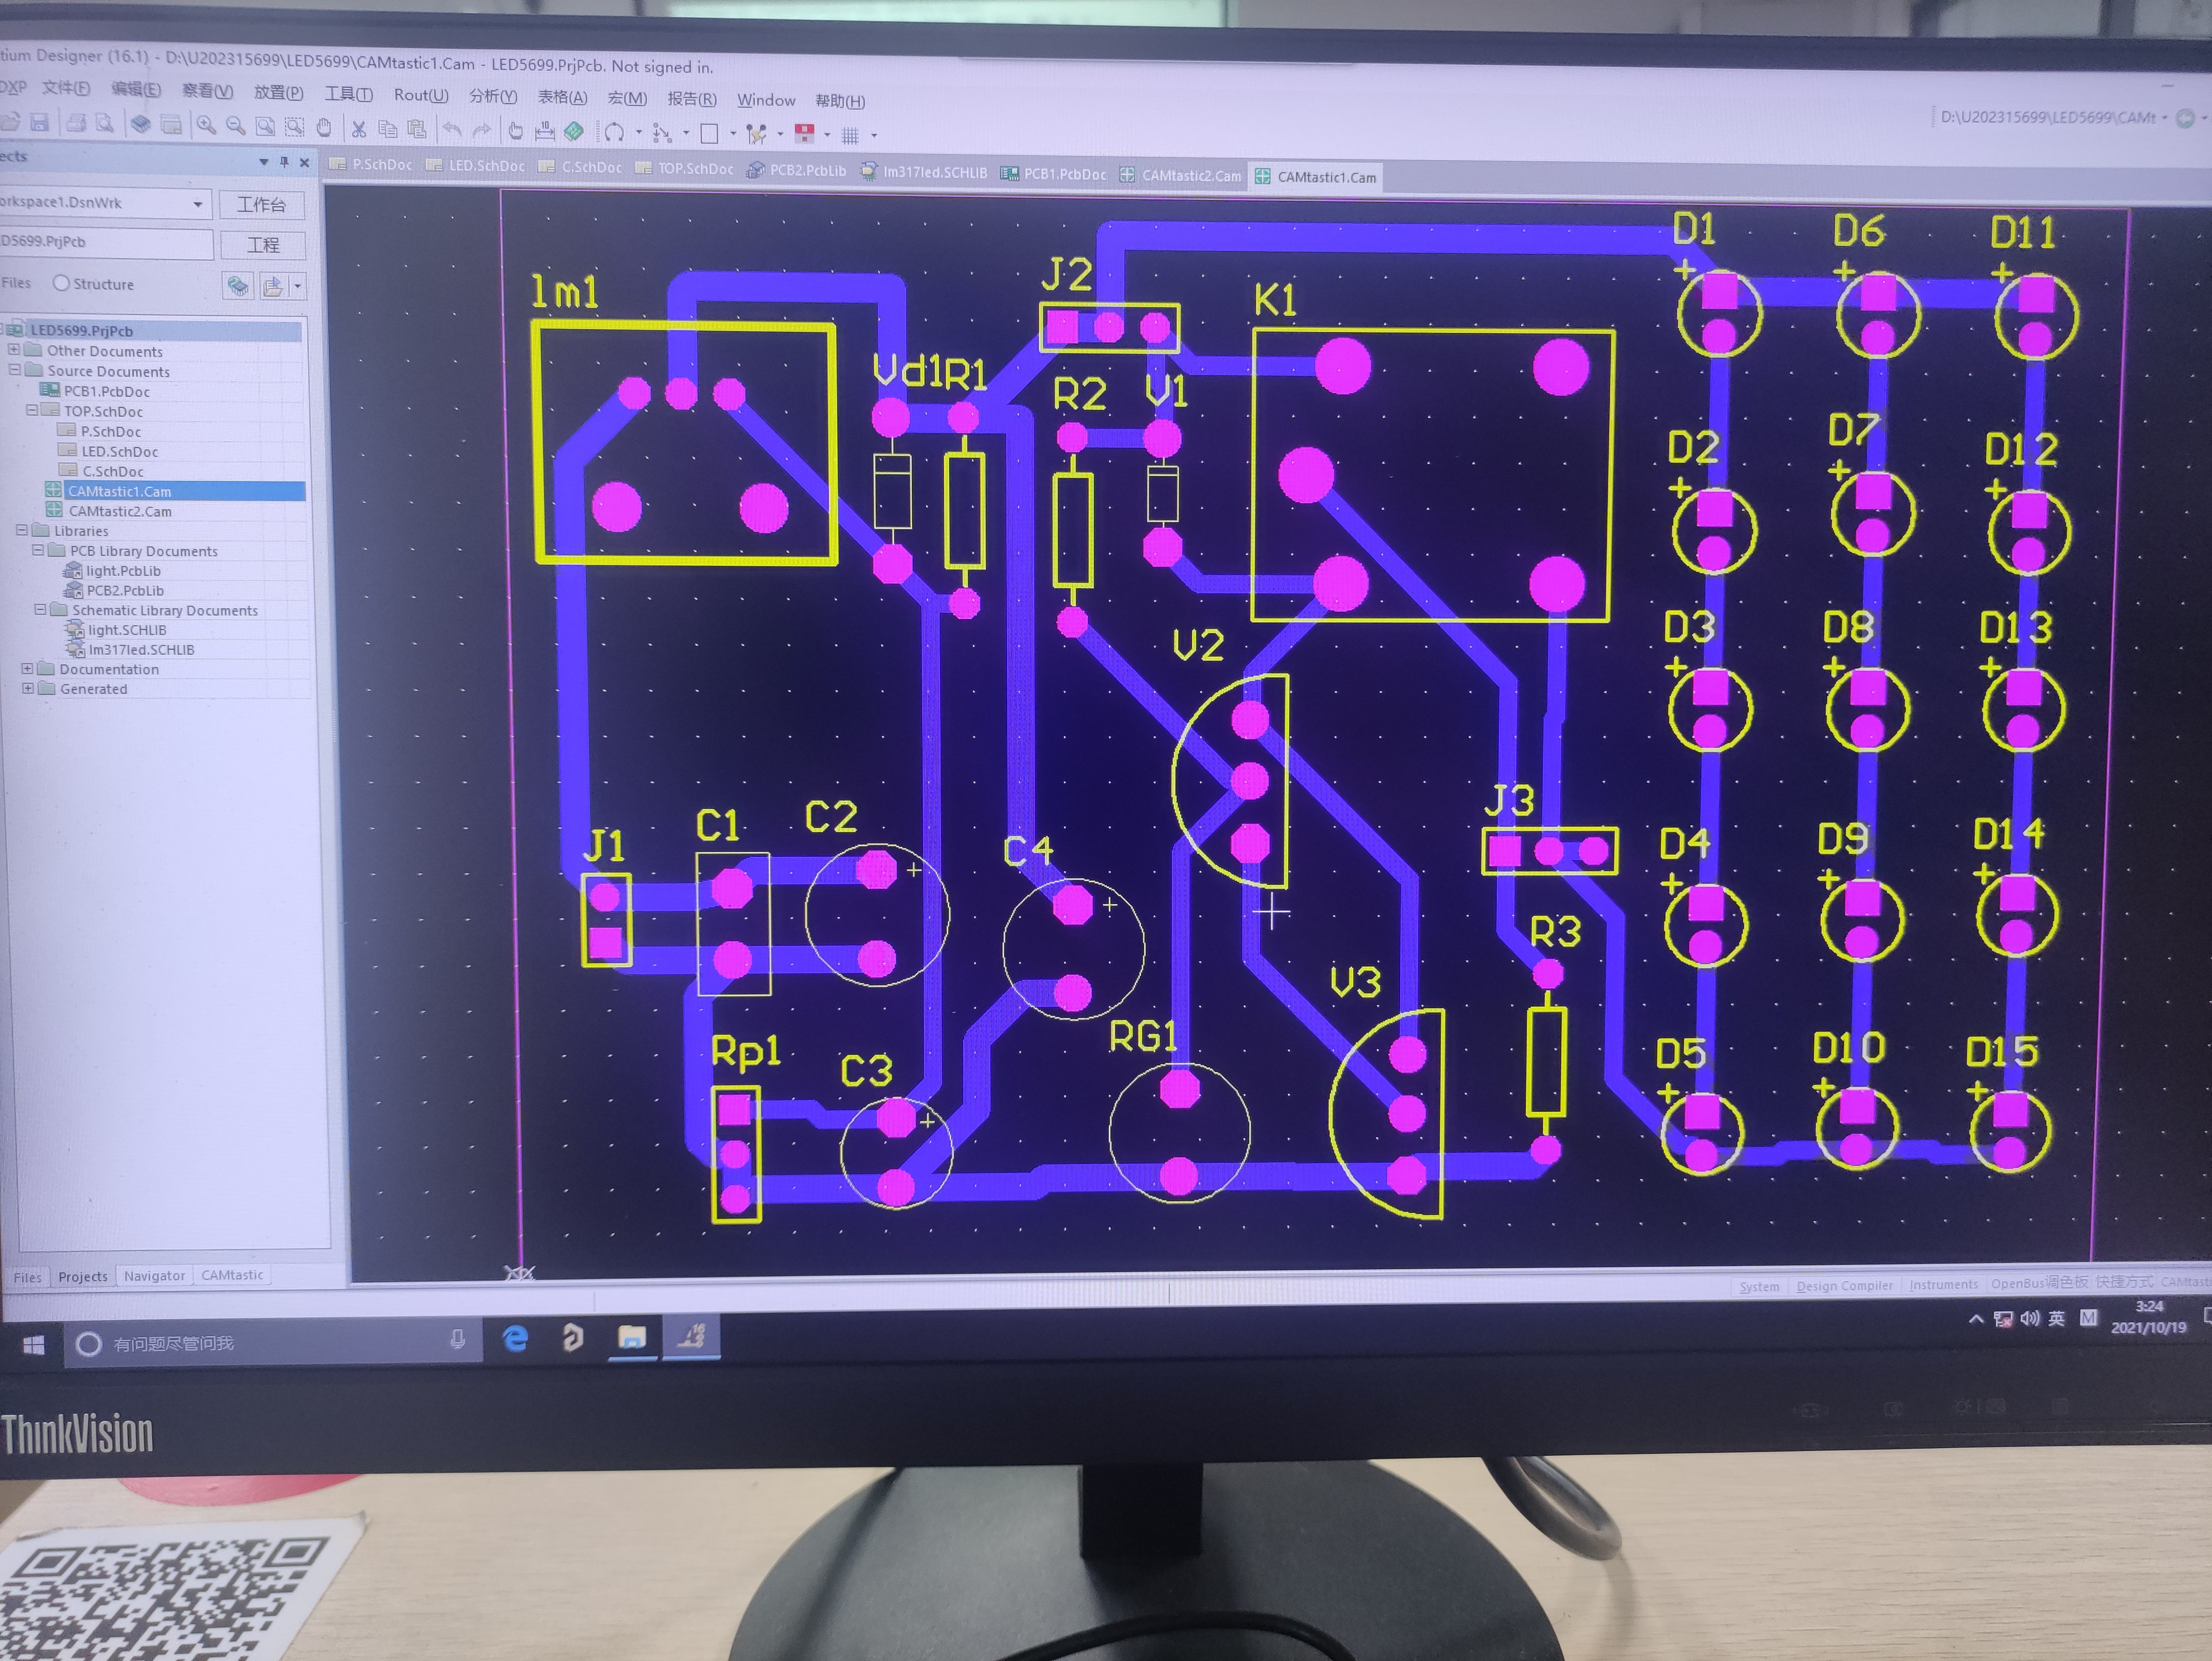 tium Designer (16.1) - D:\U202315699\LED5699\CAMtastic1.Cam - LED5699.PrjPcb. Not signed in.
DXP 文件(F) 编辑(E) 察看(V) 放置(P) 工具(T) Rout(U) 分析(Y) 表格(A) 宏(M) 报告(R) Window 帮助(H)
D:\U202315699\LED5699\CAMt
ects
P.SchDoc LED.SchDoc C.SchDoc TOP.SchDoc PCB2.PcbLib lm317led.SCHLIB PCB1.PcbDoc CAMtastic2.Cam CAMtastic1.Cam
orkspace1.DsnWrk 工作台
D5699.PrjPcb 工程
Files Structure
LED5699.PrjPcb
Other Documents
Source Documents
PCB1.PcbDoc
TOP.SchDoc
P.SchDoc
LED.SchDoc
C.SchDoc
CAMtastic1.Cam
CAMtastic2.Cam
Libraries
PCB Library Documents
light.PcbLib
PCB2.PcbLib
Schematic Library Documents
light.SCHLIB
lm317led.SCHLIB
Documentation
Generated
D1 D6 D11
lm1 J2 K1
Vd1 R1 R2 V1
D2 D7 D12
V2 D3 D8 D13
J1 C1 C2 C4 J3 D4 D9 D14
R3
V3
Rp1 C3 RG1 D5 D10 D15
Files Projects Navigator CAMtastic
System Design Compiler Instruments OpenBus调色板 快捷方式 CAMtast
有问题尽管问我
英 M 3:24
2021/10/19
ThinkVision